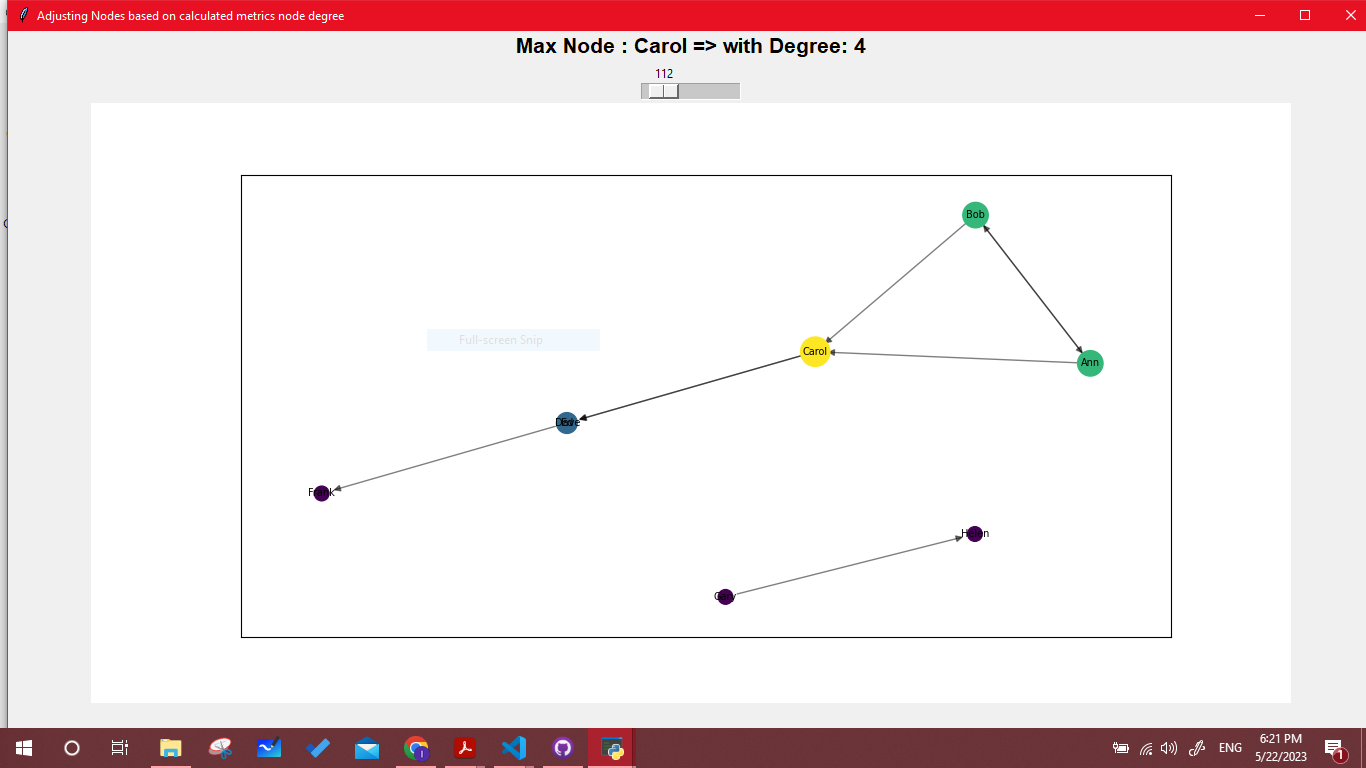 Adjusting Nodes based on calculated metrics node degree
Max Node : Carol => with Degree: 4
112
Bob
Full-screen Snip
Carol
Ann
Frank
Helen
Gary
ENG
6:21 PM
5/22/2023
1